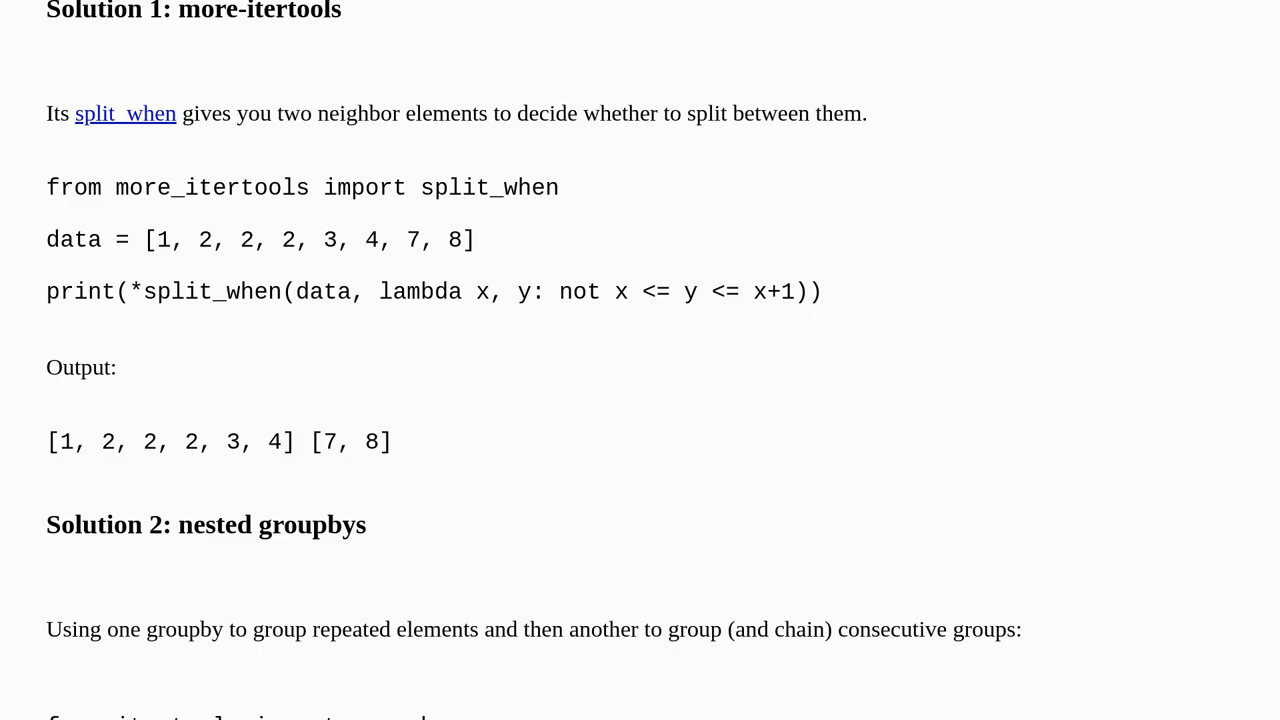 Solution 1: more-itertools
Its split_when gives you two neighbor elements to decide whether to split between them.
from more_itertools import split_when
data = [1, 2, 2, 2, 3, 4, 7, 8]
print(*split_when(data, lambda x, y: not x <= y <= x+1))
Output:
[1, 2, 2, 2, 3, 4] [7, 8]
Solution 2: nested groupbys
Using one groupby to group repeated elements and then another to group (and chain) consecutive groups: